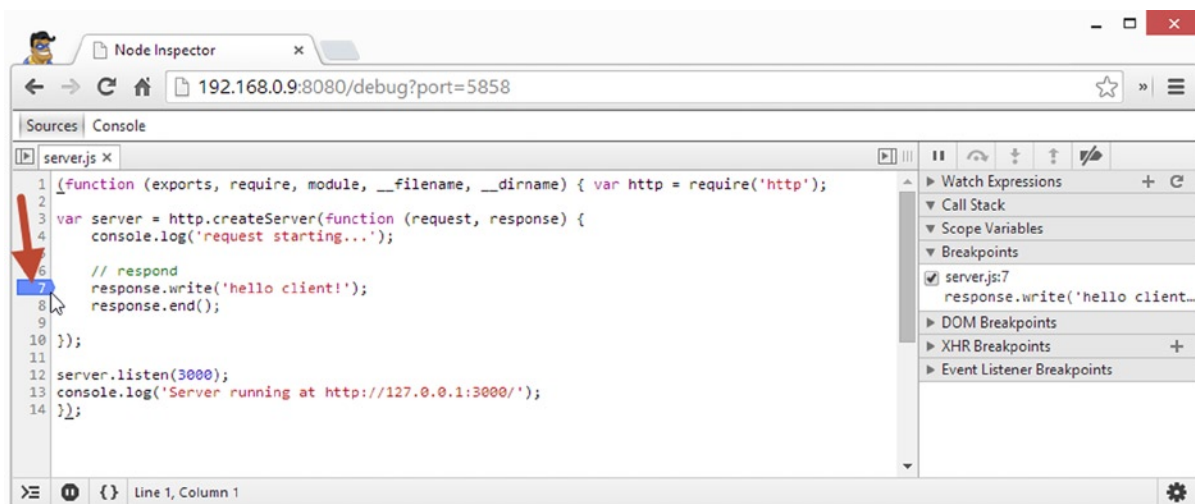 Node Inspector
192.168.0.9:8080/debug?port=5858
Sources Console
server.js
1 (function (exports, require, module, __filename, __dirname) { var http = require('http');
2
3 var server = http.createServer(function (request, response) {
4 console.log('request starting...');
6 // respond
7 response.write('hello client!');
8 response.end();
9
10 });
11
12 server.listen(3000);
13 console.log('Server running at http://127.0.0.1:3000/');
14 });
Watch Expressions
Call Stack
Scope Variables
Breakpoints
server.js:7
response.write('hello client…
DOM Breakpoints
XHR Breakpoints
Event Listener Breakpoints
{ } Line 1, Column 1